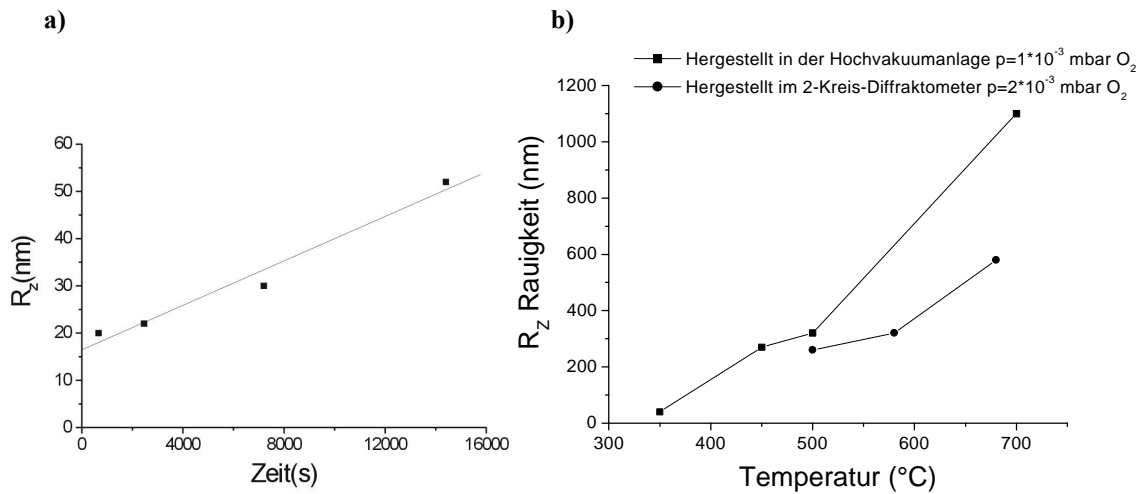 a)
60
50
40
30
20
10
0
R_z(nm)
0 4000 8000 12000 16000
Zeit(s)
b)
Hergestellt in der Hochvakuumanlage p=1*10^-3 mbar O_2
Hergestellt im 2-Kreis-Diffraktometer p=2*10^-3 mbar O_2
1200
1000
800
600
400
200
0
R_Z Rauigkeit (nm)
300 400 500 600 700
Temperatur (°C)